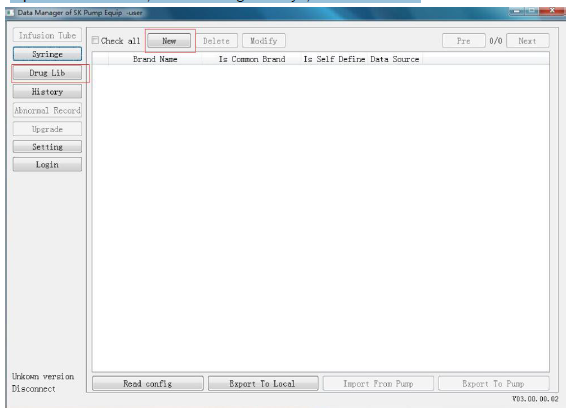 Data Manager of SK Pump Equip -user
Infusion Tube
Syringe
Drug Lib
History
Abnormal Record
Upgrade
Setting
Login
Check all New Delete Modify Pre 0/0 Next
Brand Name Is Common Brand Is Self Define Data Source
Unkown version
Disconnect
Read config Export To Local Import From Pump Export To Pump
V03.00.00.02